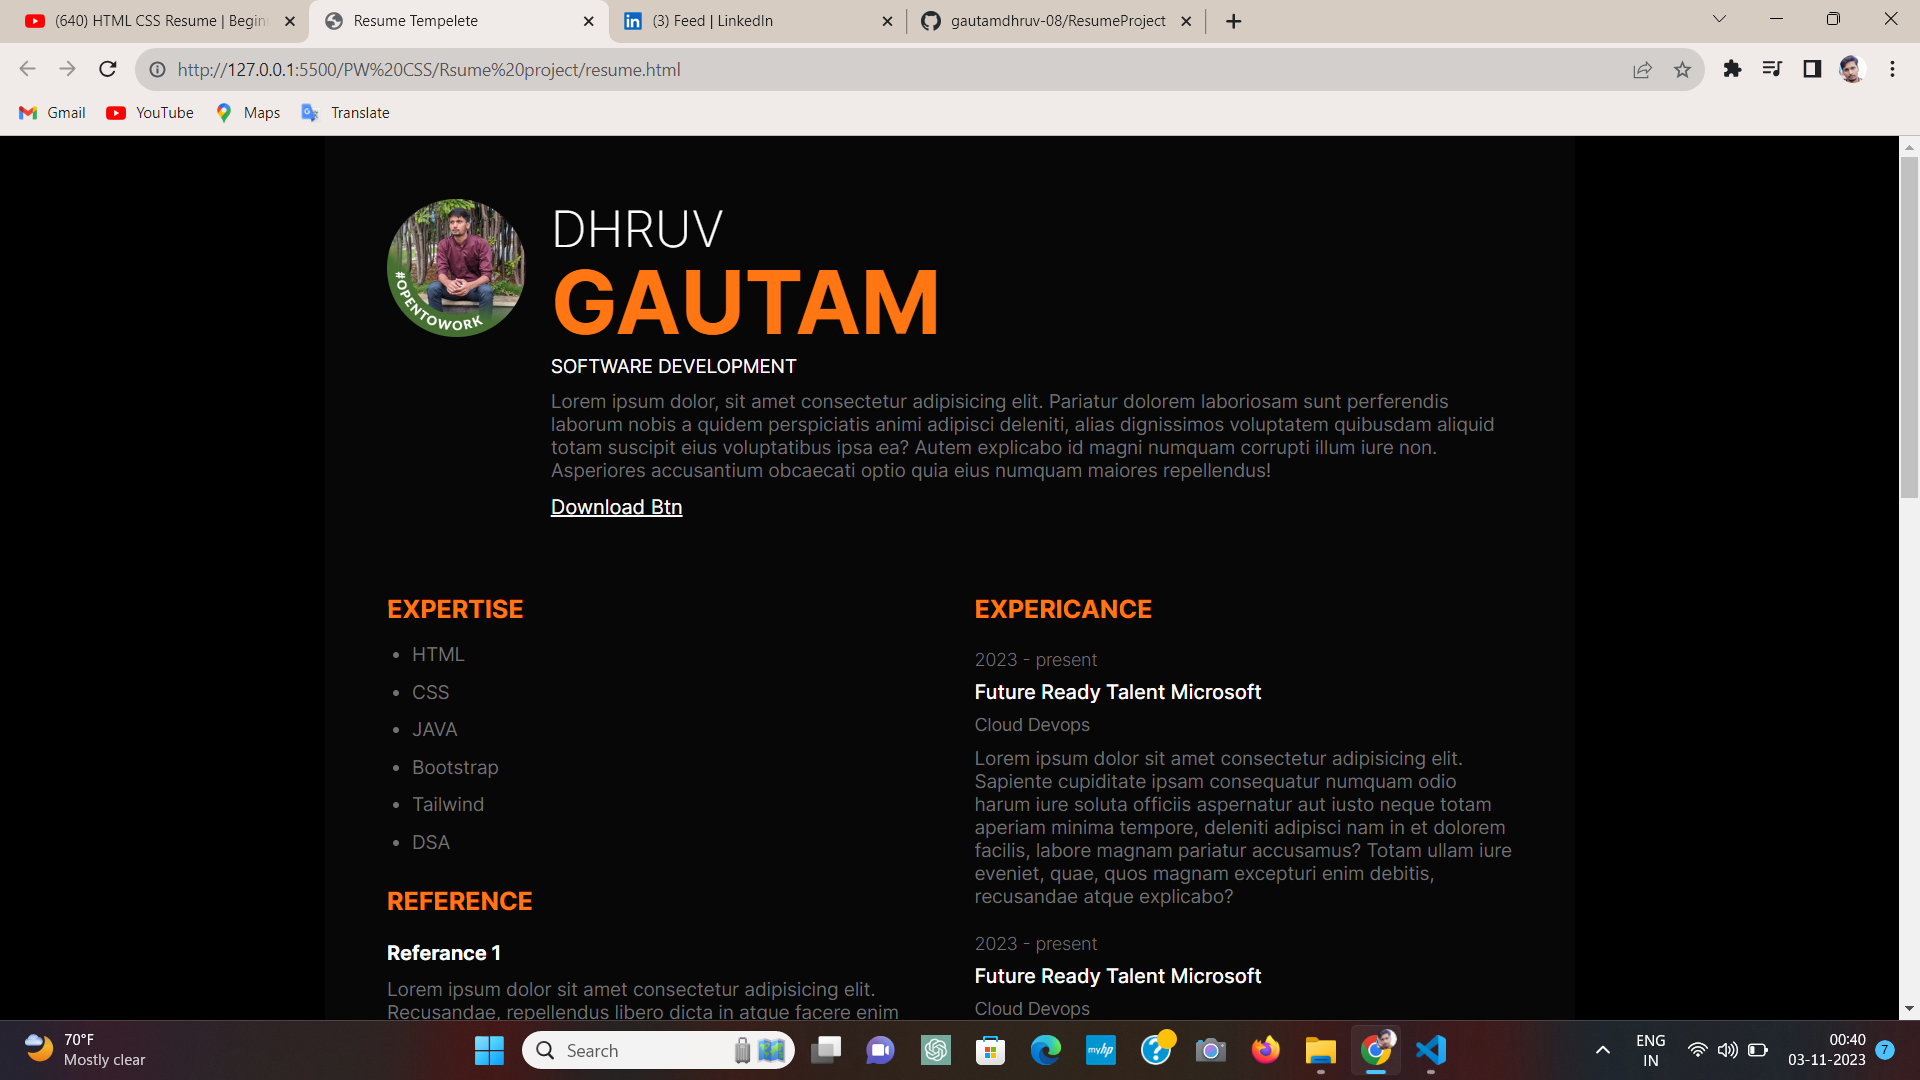 (640) HTML CSS Resume | Begin
Resume Tempelete
(3) Feed | LinkedIn
gautamdhruv-08/ResumeProject
http://127.0.0.1:5500/PW%20CSS/Rsume%20project/resume.html
Gmail
YouTube
Maps
Translate
#OPENTOWORK
DHRUV
GAUTAM
SOFTWARE DEVELOPMENT
Lorem ipsum dolor, sit amet consectetur adipisicing elit. Pariatur dolorem laboriosam sunt perferendis
laborum nobis a quidem perspiciatis animi adipisci deleniti, alias dignissimos voluptatem quibusdam aliquid
totam suscipit eius voluptatibus ipsa ea? Autem explicabo id magni numquam corrupti illum iure non.
Asperiores accusantium obcaecati optio quia eius numquam maiores repellendus!
Download Btn
EXPERTISE
• HTML
• CSS
• JAVA
• Bootstrap
• Tailwind
• DSA
REFERENCE
Referance 1
Lorem ipsum dolor sit amet consectetur adipisicing elit.
Recusandae, repellendus libero dicta in atque facere enim
EXPERICANCE
2023 - present
Future Ready Talent Microsoft
Cloud Devops
Lorem ipsum dolor sit amet consectetur adipisicing elit.
Sapiente cupiditate ipsam consequatur numquam odio
harum iure soluta officiis aspernatur aut iusto neque totam
aperiam minima tempore, deleniti adipisci nam in et dolorem
facilis, labore magnam pariatur accusamus? Totam ullam iure
eveniet, quae, quos magnam excepturi enim debitis,
recusandae atque explicabo?
2023 - present
Future Ready Talent Microsoft
Cloud Devops
70°F
Mostly clear
Search
myhp
ENG
IN
00:40
03-11-2023
7